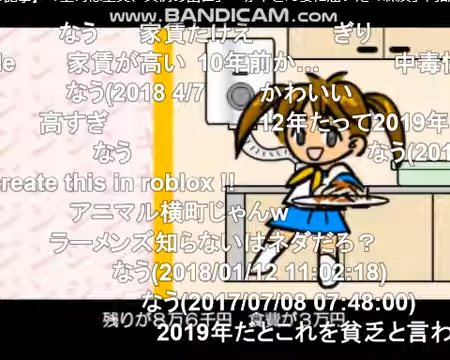 www.BANDICAM.com
なう 家賃たけえ ぎり
家賃が高い 10年前か…
なう(2018 4/7 かわいい
高すぎ 12年たって2019年
なう なう(201
create this in roblox !!
アニマル横町じゃんw
ラーメンズ知らないはネダだろ？
なう(2018/01/12 11:02:18)
なう(2017/07/08 07:48:00)
残りが8万6千円 食費が3万円
2019年だとこれを貧乏と言わ